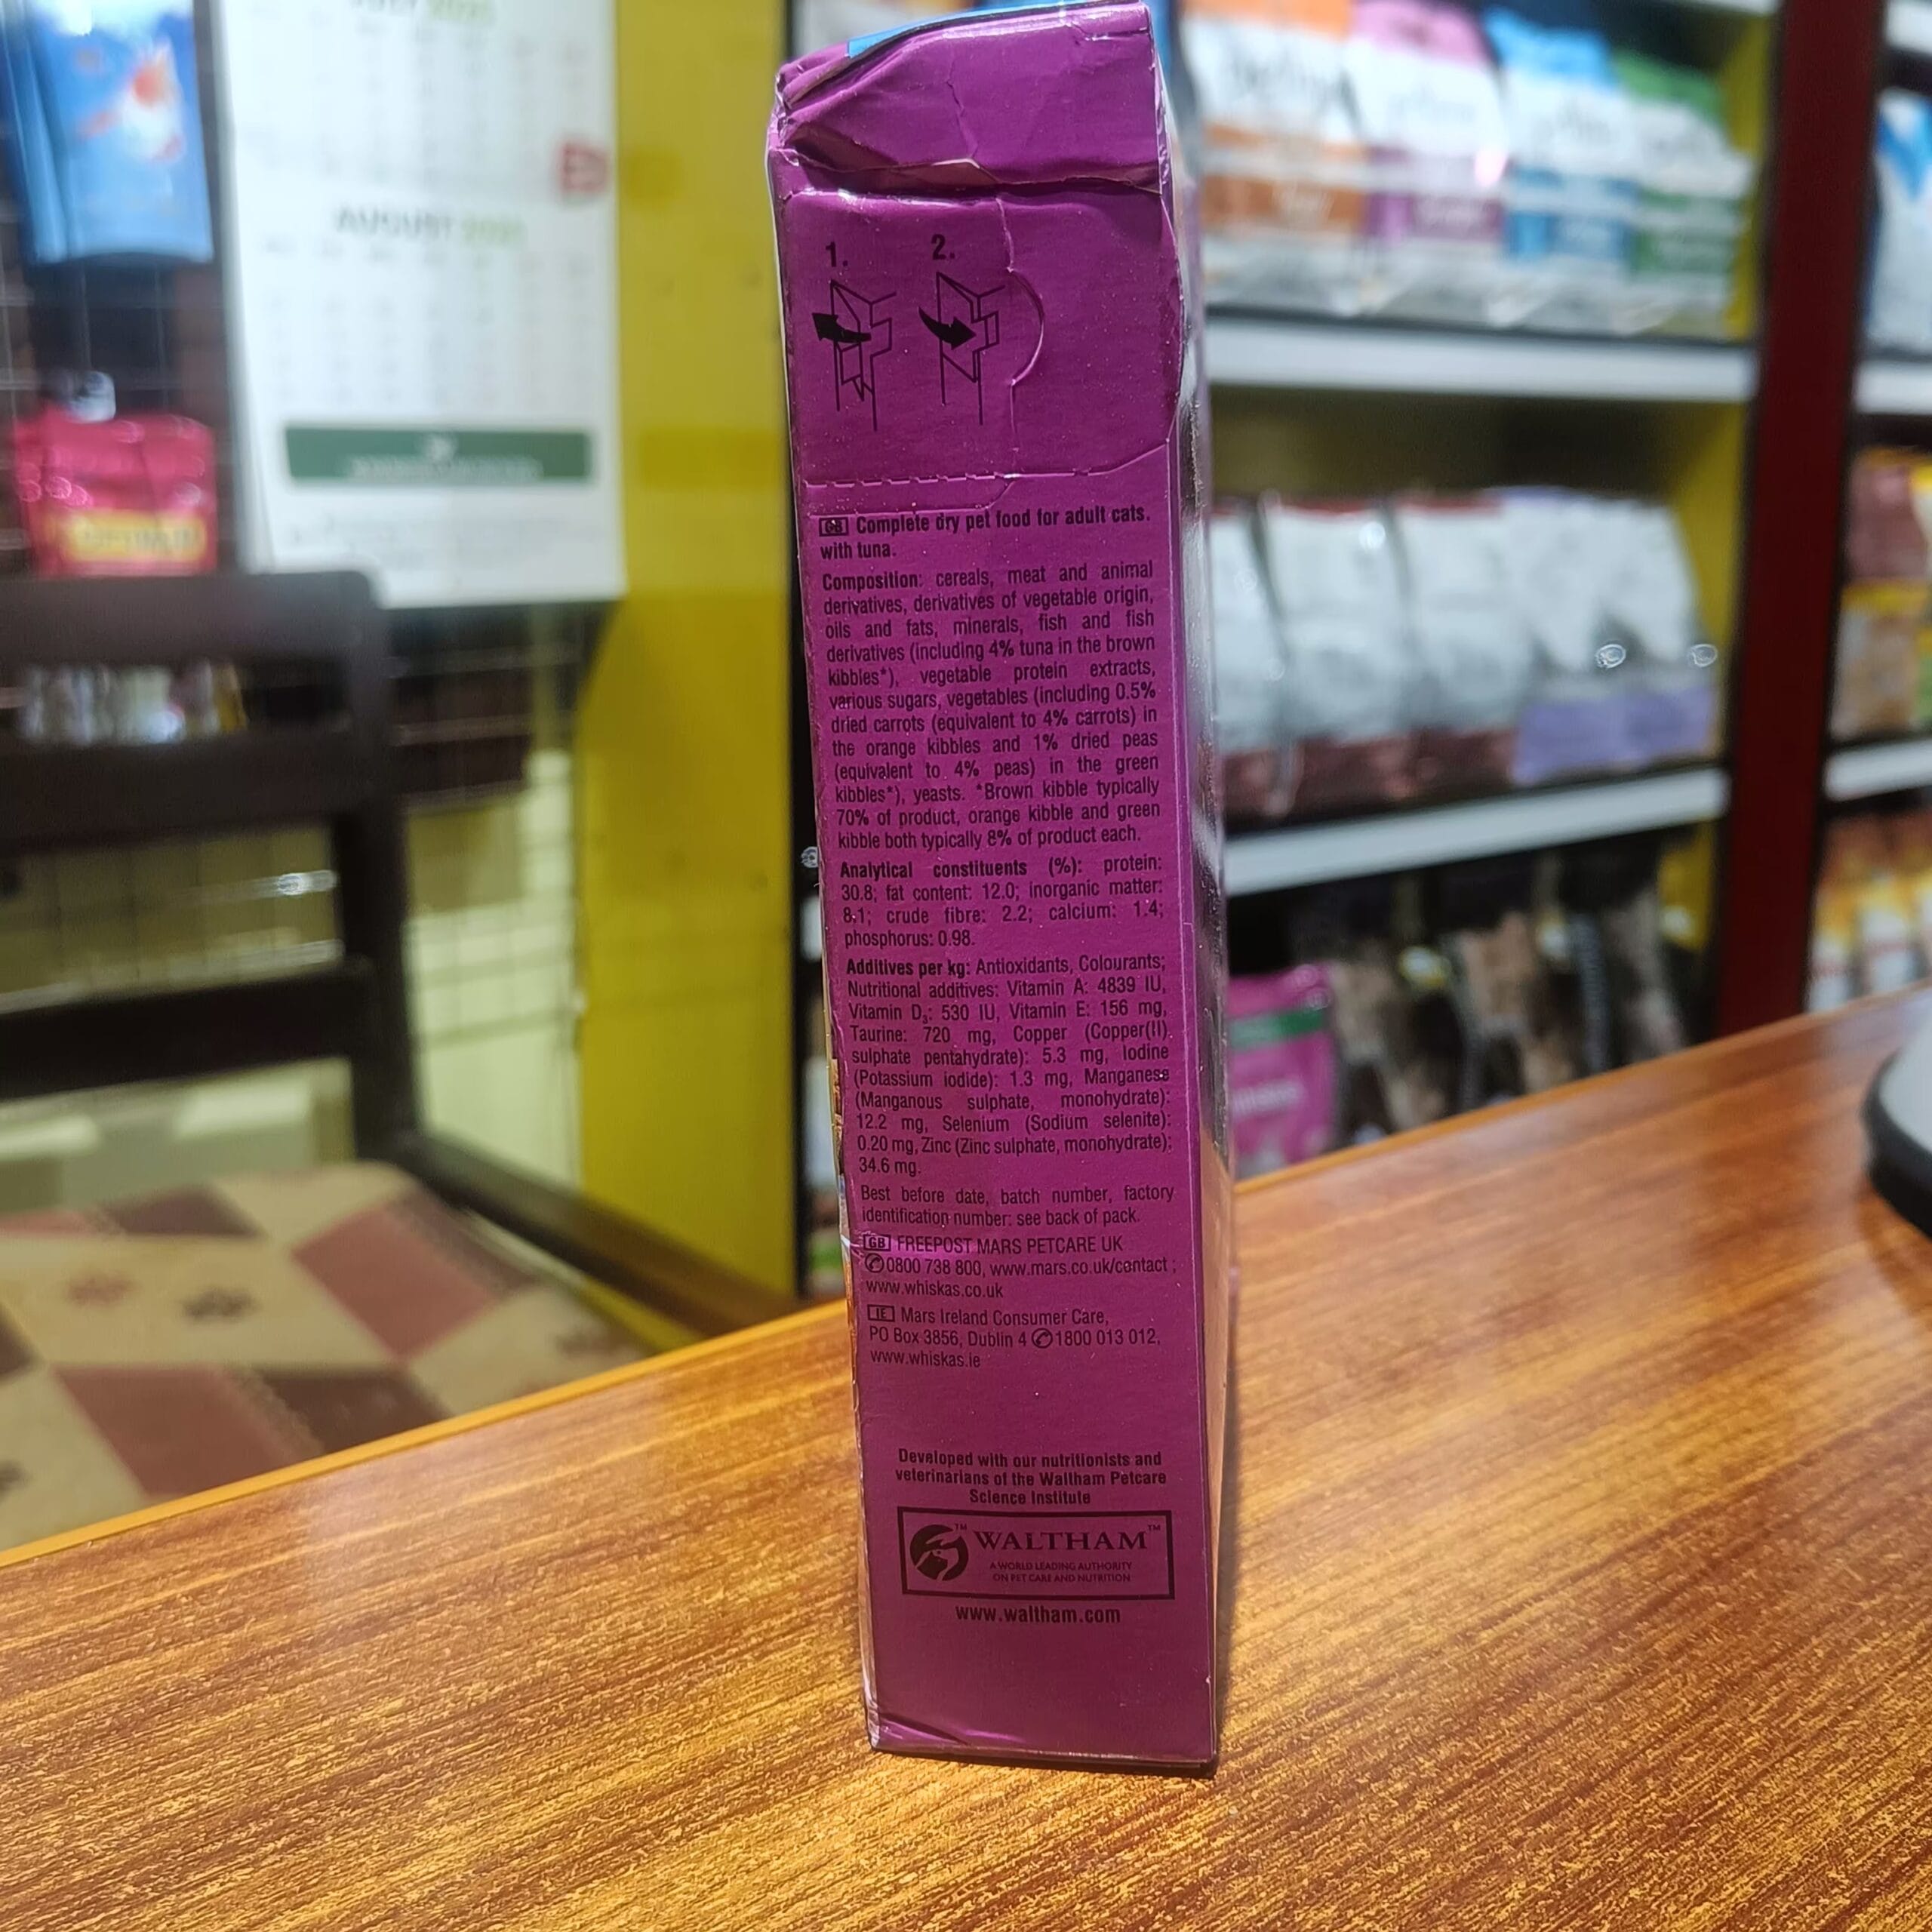 AUGUST
1.
2.
GB Complete dry pet food for adult cats.
with tuna.
Composition: cereals, meat and animal
derivatives, derivatives of vegetable origin,
oils and fats, minerals, fish and fish
derivatives (including 4% tuna in the brown
kibbles*), vegetable protein extracts,
various sugars, vegetables (including 0.5%
dried carrots (equivalent to 4% carrots) in
the orange kibbles and 1% dried peas
(equivalent to 4% peas) in the green
kibbles*), yeasts. *Brown kibble typically
70% of product, orange kibble and green
kibble both typically 8% of product each.
Analytical constituents (%): protein:
30.8; fat content: 12.0; inorganic matter:
8.1; crude fibre: 2.2; calcium: 1.4;
phosphorus: 0.98.
Additives per kg: Antioxidants, Colourants;
Nutritional additives: Vitamin A: 4839 IU,
Vitamin D₃: 530 IU, Vitamin E: 156 mg,
Taurine: 720 mg, Copper (Copper(II)
sulphate pentahydrate): 5.3 mg, Iodine
(Potassium iodide): 1.3 mg, Manganese
(Manganous sulphate, monohydrate):
12.2 mg, Selenium (Sodium selenite):
0.20 mg, Zinc (Zinc sulphate, monohydrate):
34.6 mg.
Best before date, batch number, factory
identification number: see back of pack.
GB FREEPOST MARS PETCARE UK
✆0800 738 800, www.mars.co.uk/contact ;
www.whiskas.co.uk
IE Mars Ireland Consumer Care,
PO Box 3856, Dublin 4 ✆1800 013 012,
www.whiskas.ie
Developed with our nutritionists and
veterinarians of the Waltham Petcare
Science Institute
™ WALTHAM™
A WORLD LEADING AUTHORITY
ON PET CARE AND NUTRITION
www.waltham.com